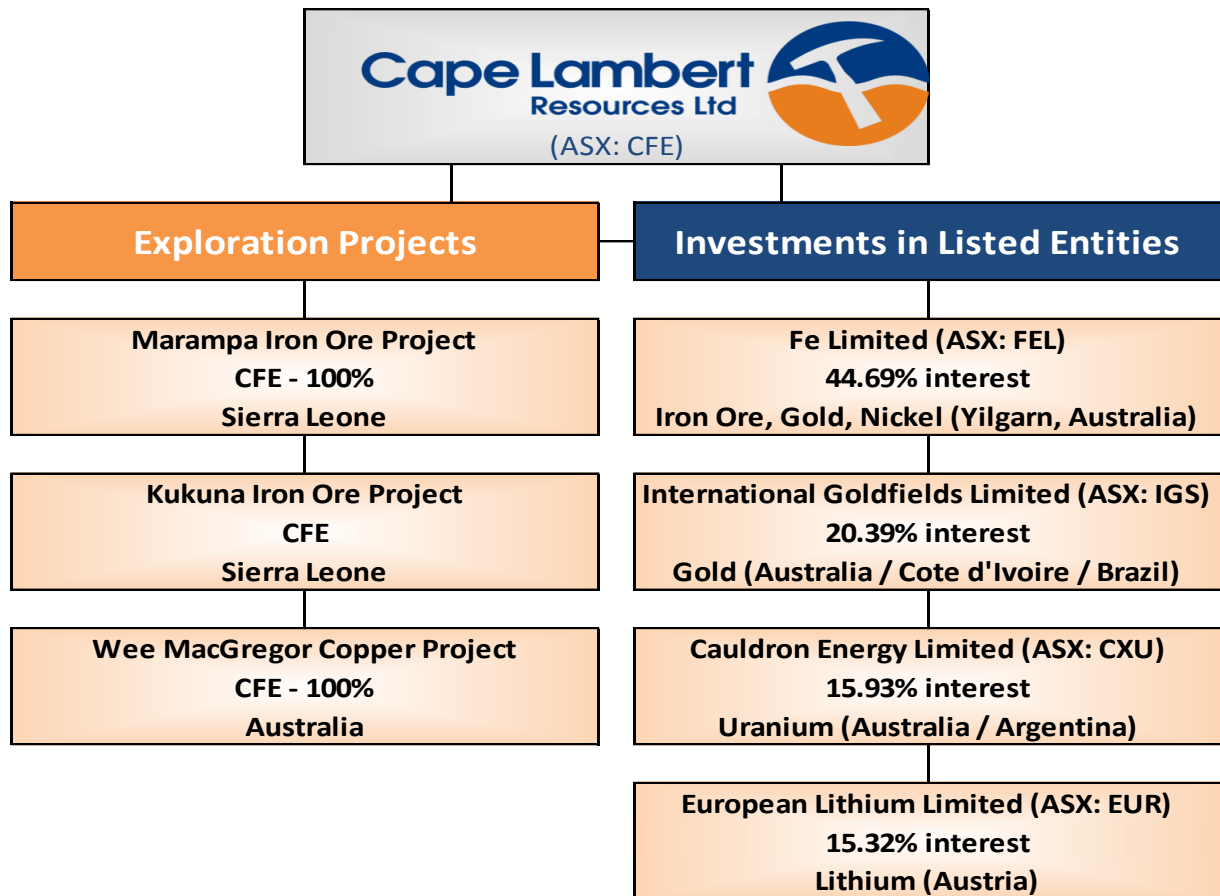 Cape Lambert
Resources Ltd
(ASX: CFE)
Exploration Projects
Marampa Iron Ore Project
CFE - 100%
Sierra Leone
Kukuna Iron Ore Project
CFE
Sierra Leone
Wee MacGregor Copper Project
CFE - 100%
Australia
Investments in Listed Entities
Fe Limited (ASX: FEL)
44.69% interest
Iron Ore, Gold, Nickel (Yilgarn, Australia)
International Goldfields Limited (ASX: IGS)
20.39% interest
Gold (Australia / Cote d'Ivoire / Brazil)
Cauldron Energy Limited (ASX: CXU)
15.93% interest
Uranium (Australia / Argentina)
European Lithium Limited (ASX: EUR)
15.32% interest
Lithium (Austria)